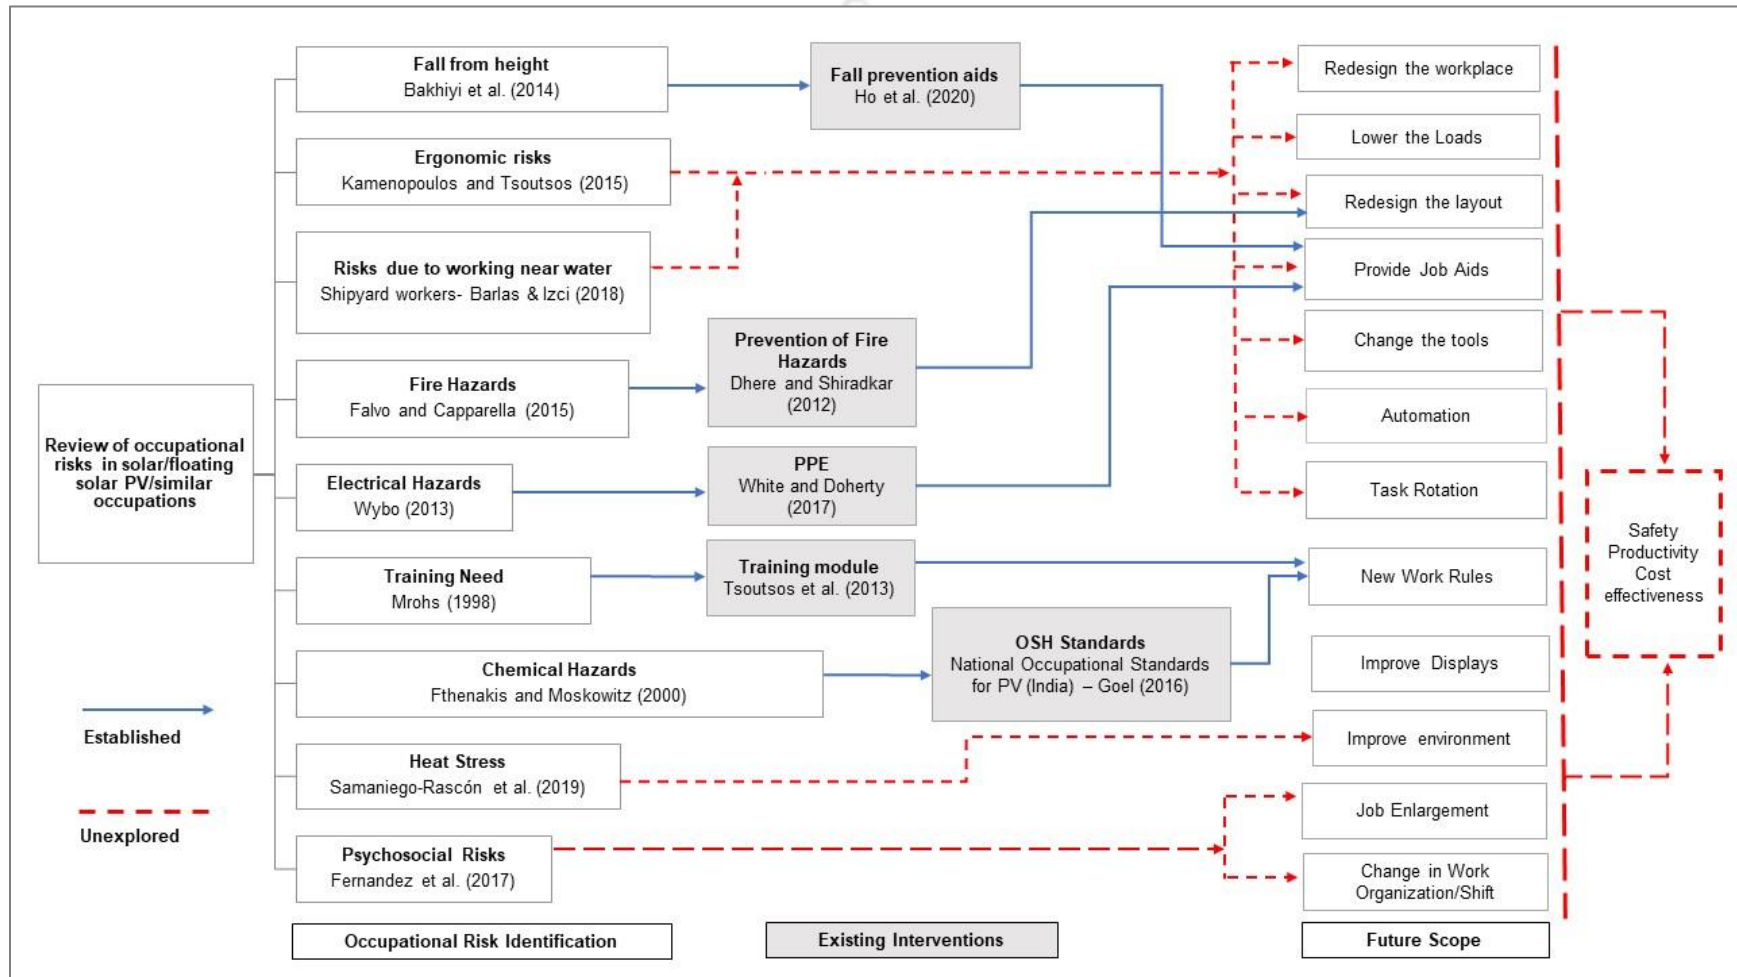 Review of occupational
risks in solar/floating
solar PV/similar
occupations
Fall from height
Bakhiyi et al. (2014)
Ergonomic risks
Kamenopoulos and Tsoutsos (2015)
Risks due to working near water
Shipyard workers- Barlas & Izci (2018)
Fire Hazards
Falvo and Capparella (2015)
Electrical Hazards
Wybo (2013)
Training Need
Mrohs (1998)
Chemical Hazards
Fthenakis and Moskowitz (2000)
Heat Stress
Samaniego-Rascón et al. (2019)
Psychosocial Risks
Fernandez et al. (2017)
Occupational Risk Identification
Fall prevention aids
Ho et al. (2020)
Prevention of Fire
Hazards
Dhere and Shiradkar
(2012)
PPE
White and Doherty
(2017)
Training module
Tsoutsos et al. (2013)
OSH Standards
National Occupational Standards
for PV (India) – Goel (2016)
Existing Interventions
Redesign the workplace
Lower the Loads
Redesign the layout
Provide Job Aids
Change the tools
Automation
Task Rotation
New Work Rules
Improve Displays
Improve environment
Job Enlargement
Change in Work
Organization/Shift
Future Scope
Safety
Productivity
Cost
effectiveness
Established
Unexplored